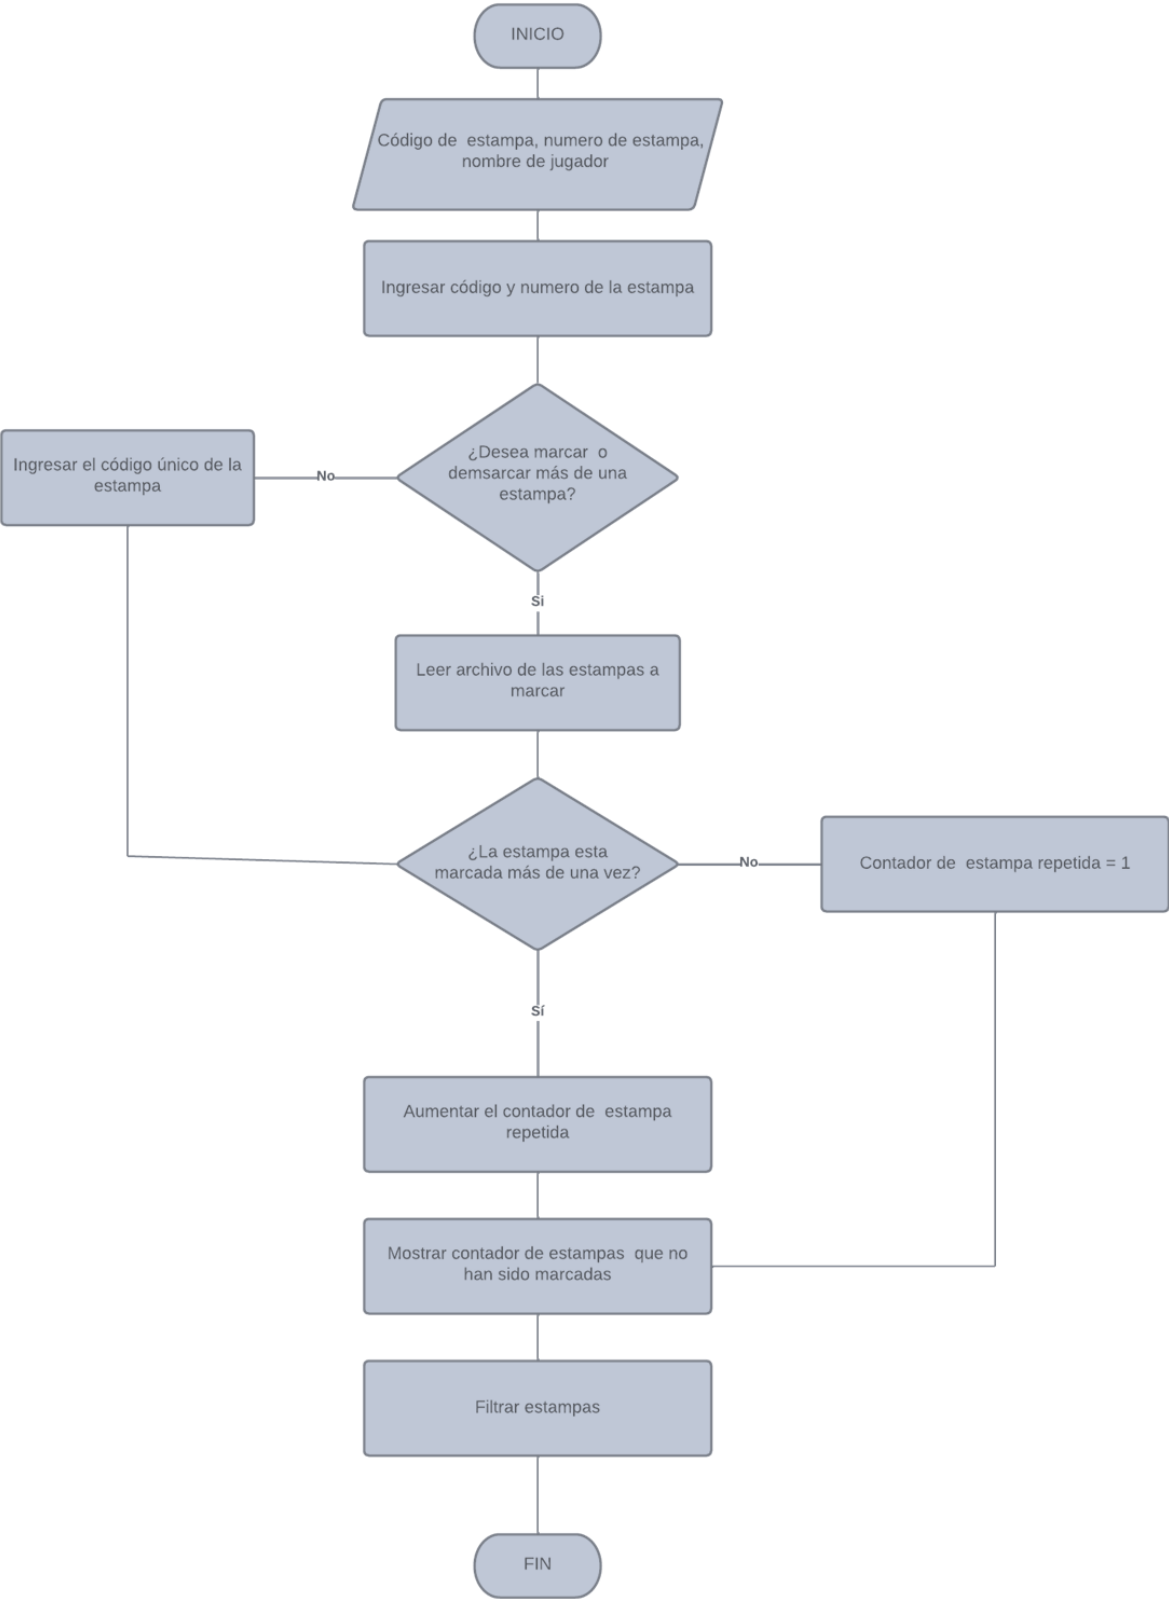 INICIO
Código de  estampa, numero de estampa,
nombre de jugador
Ingresar código y numero de la estampa
¿Desea marcar  o
demsarcar más de una
estampa?
No
Ingresar el código único de la
estampa
Si
Leer archivo de las estampas a
marcar
¿La estampa esta
marcada más de una vez?
No
Contador de  estampa repetida = 1
Sí
Aumentar el contador de  estampa
repetida
Mostrar contador de estampas  que no
han sido marcadas
Filtrar estampas
FIN